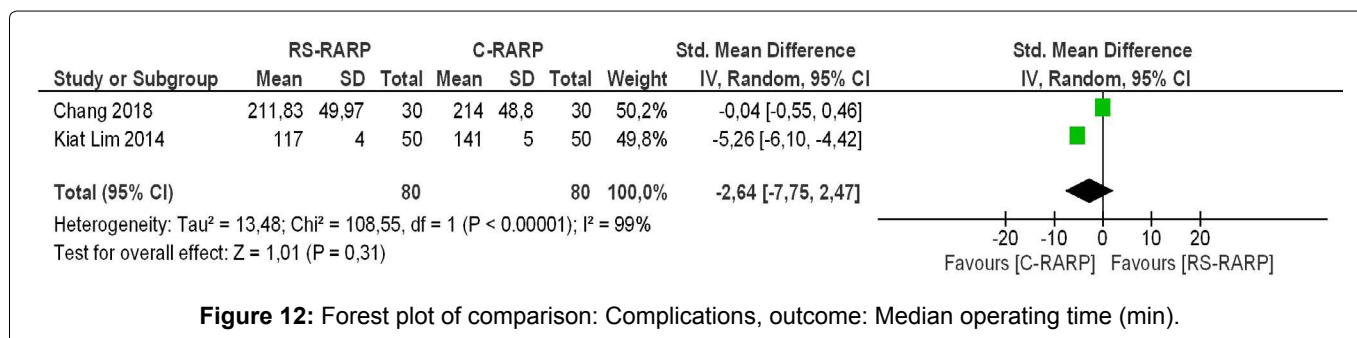 RS-RARP C-RARP Std. Mean Difference Std. Mean Difference
Study or Subgroup Mean SD Total Mean SD Total Weight IV, Random, 95% CI IV, Random, 95% CI
Chang 2018 211,83 49,97 30 214 48,8 30 50,2% -0,04 [-0,55, 0,46]
Kiat Lim 2014 117 4 50 141 5 50 49,8% -5,26 [-6,10, -4,42]
Total (95% CI) 80 80 100,0% -2,64 [-7,75, 2,47]
Heterogeneity: Tau² = 13,48; Chi² = 108,55, df = 1 (P < 0.00001); I² = 99%
Test for overall effect: Z = 1,01 (P = 0,31)
-20 -10 0 10 20
Favours [C-RARP] Favours [RS-RARP]
Figure 12: Forest plot of comparison: Complications, outcome: Median operating time (min).